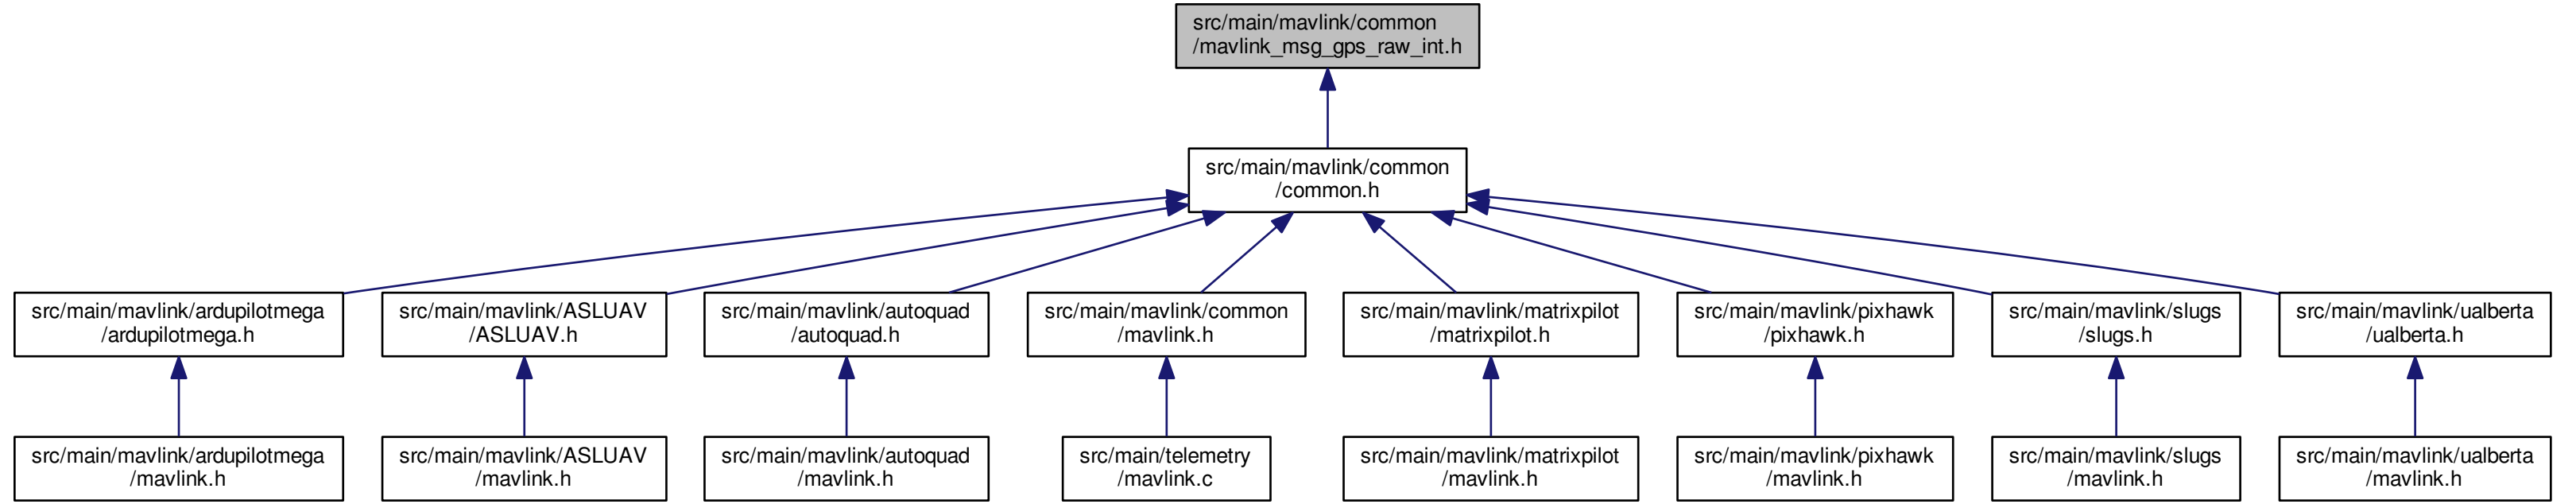 src/main/mavlink/common
/mavlink_msg_gps_raw_int.h
src/main/mavlink/common
/common.h
src/main/mavlink/ardupilotmega
/ardupilotmega.h
src/main/mavlink/ASLUAV
/ASLUAV.h
src/main/mavlink/autoquad
/autoquad.h
src/main/mavlink/common
/mavlink.h
src/main/mavlink/matrixpilot
/matrixpilot.h
src/main/mavlink/pixhawk
/pixhawk.h
src/main/mavlink/slugs
/slugs.h
src/main/mavlink/ualberta
/ualberta.h
src/main/mavlink/ardupilotmega
/mavlink.h
src/main/mavlink/ASLUAV
/mavlink.h
src/main/mavlink/autoquad
/mavlink.h
src/main/telemetry
/mavlink.c
src/main/mavlink/matrixpilot
/mavlink.h
src/main/mavlink/pixhawk
/mavlink.h
src/main/mavlink/slugs
/mavlink.h
src/main/mavlink/ualberta
/mavlink.h